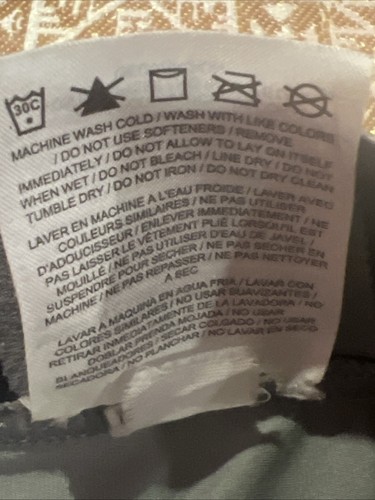 30C
MACHINE WASH COLD / WASH WITH LIKE COLORS
/ DO NOT USE SOFTENERS / REMOVE
IMMEDIATELY / DO NOT ALLOW TO LAY ON ITSELF
WHEN WET / DO NOT BLEACH / LINE DRY / DO NOT
TUMBLE DRY / DO NOT IRON / DO NOT DRY CLEAN
LAVER EN MACHINE A L'EAU FROIDE / LAVER AVEC
COULEURS SIMILAIRES / NE PAS UTILISER
D'ADOUCISSEUR / ENLEVER IMMEDIATEMENT / NE
PAS LAISSER LE VÊTEMENT PLIÉ LORSQU'IL EST
MOUILLÉ / NE PAS UTILISER D'EAU DE JAVEL /
SUSPENDRE POUR SECHER / NE PAS SECHER EN
MACHINE / NE PAS REPASSER / NE PAS NETTOYER
A SEC
LAVAR A MAQUINA EN AGUA FRIA / LAVAR CON
COLORES SIMILARES / NO USAR SUAVIZANTES /
RETIRAR INMEDIATAMENTE DE LA LAVADORA / NO
DOBLAR PRENDA MOJADA / NO USAR
BLANQUEADORES / SECAR COLGADO / NO USAR
SECADORA / NO PLANCHAR / NO LAVAR EN SECO